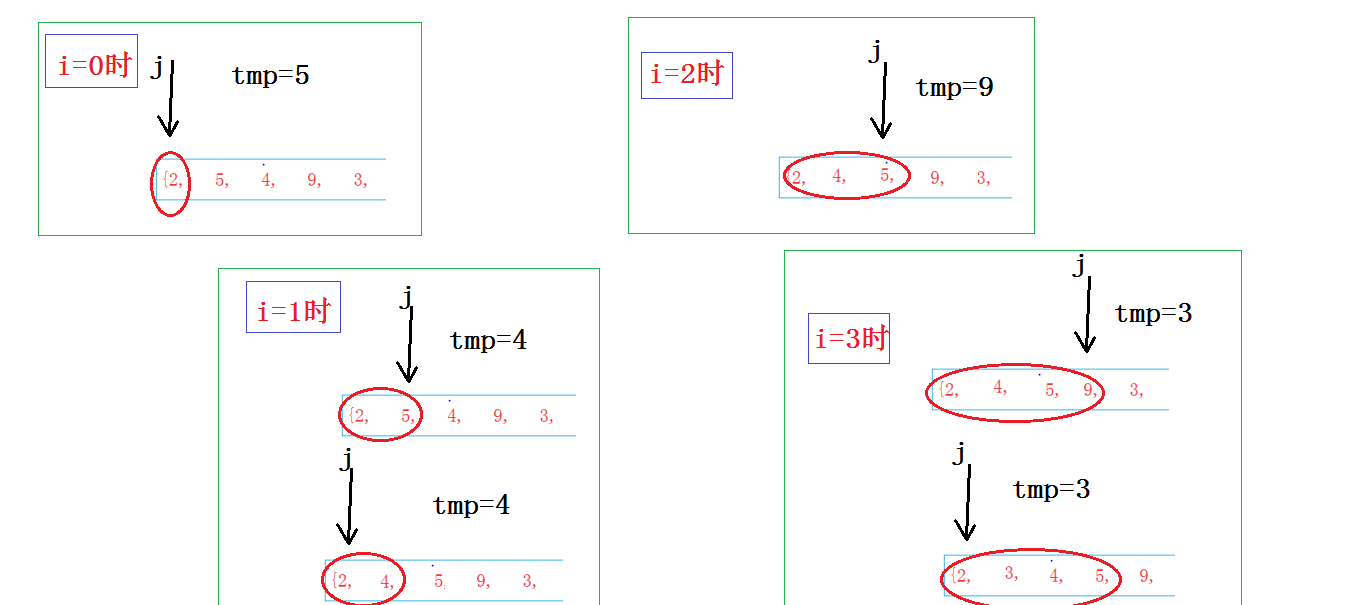 i=0时
j
tmp=5
{2, 5, 4, 9, 3,
i=2时
j
tmp=9
{2, 4, 5, 9, 3,
i=1时
j
tmp=4
{2, 5, 4, 9, 3,
j
tmp=4
{2, 4, 5, 9, 3,
i=3时
j
tmp=3
{2, 4, 5, 9, 3,
j
tmp=3
{2, 3, 4, 5, 9,